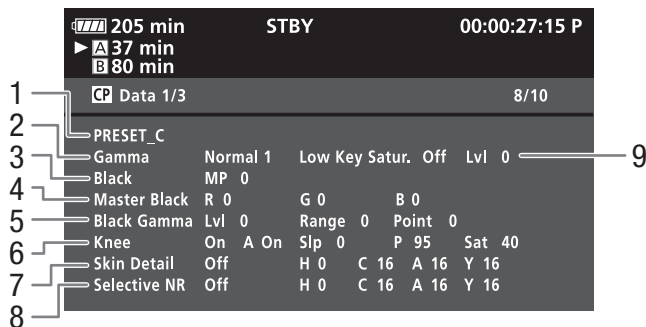 205 min STBY 00:00:27:15 P
A 37 min
B 80 min
CP Data 1/3 8/10
1 PRESET_C
2 Gamma Normal 1 Low Key Satur. Off Lvl 0 9
3 Black MP 0
4 Master Black R 0 G 0 B 0
5 Black Gamma Lvl 0 Range 0 Point 0
6 Knee On A On Slp 0 P 95 Sat 40
7 Skin Detail Off H 0 C 16 A 16 Y 16
8 Selective NR Off H 0 C 16 A 16 Y 16